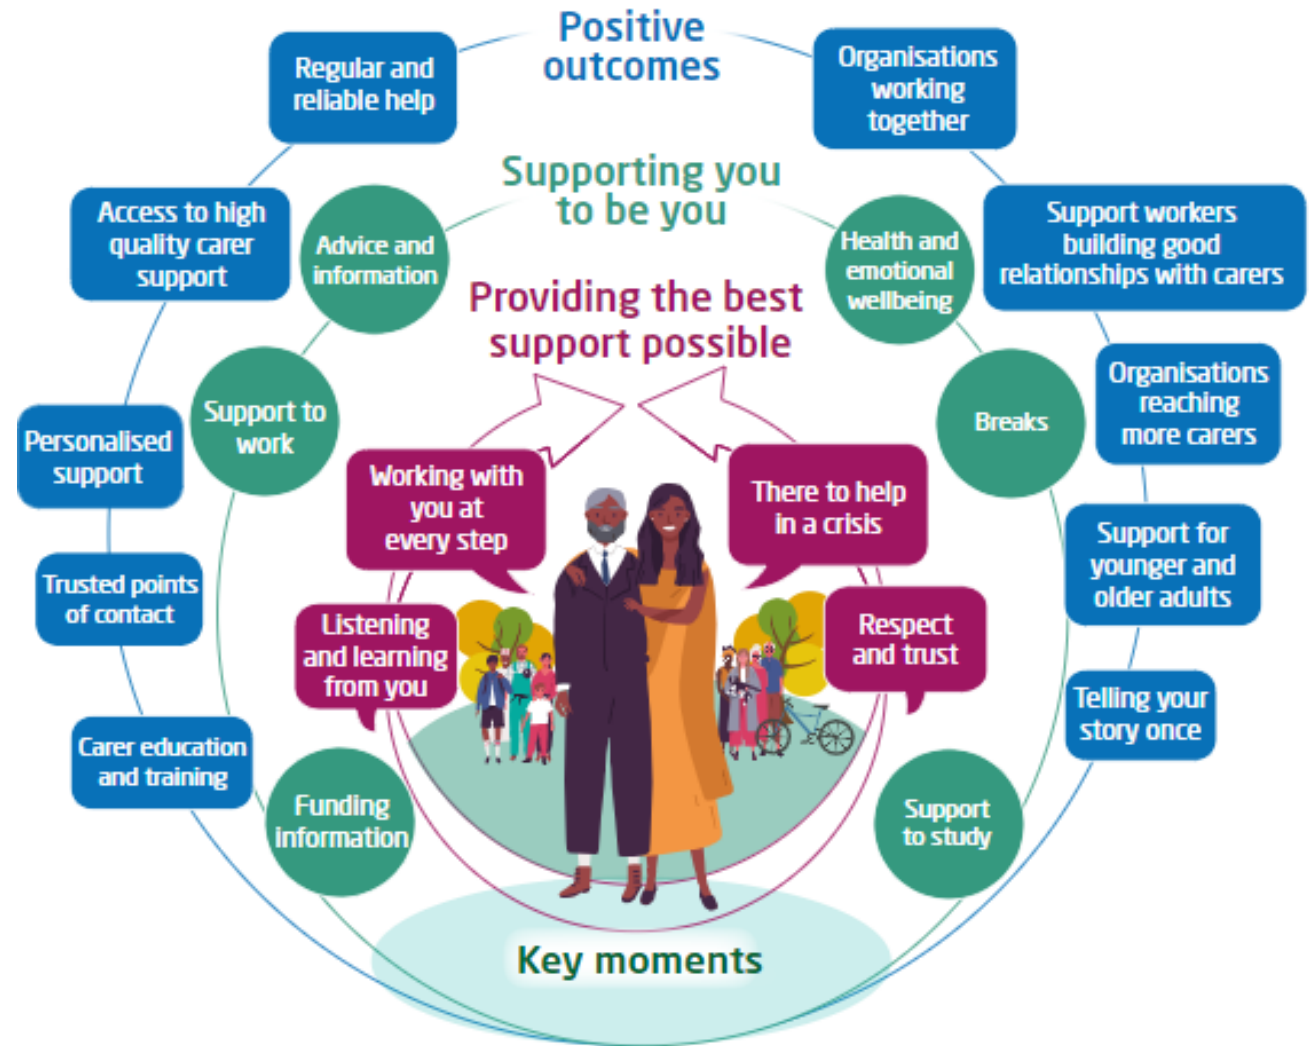 Positive
outcomes
Regular and
reliable help
Organisations
working
together
Supporting you
to be you
Access to high
quality carer
support
Advice and
information
Health and
emotional
wellbeing
Support workers
building good
relationships with carers
Providing the best
support possible
Support to
work
Breaks
Organisations
reaching
more carers
Personalised
support
Working with
you at
every step
There to help
in a crisis
Support for
younger and
older adults
Trusted points
of contact
Listening
and learning
from you
Respect
and trust
Telling your
story once
Carer education
and training
Funding
information
Support
to study
Key moments